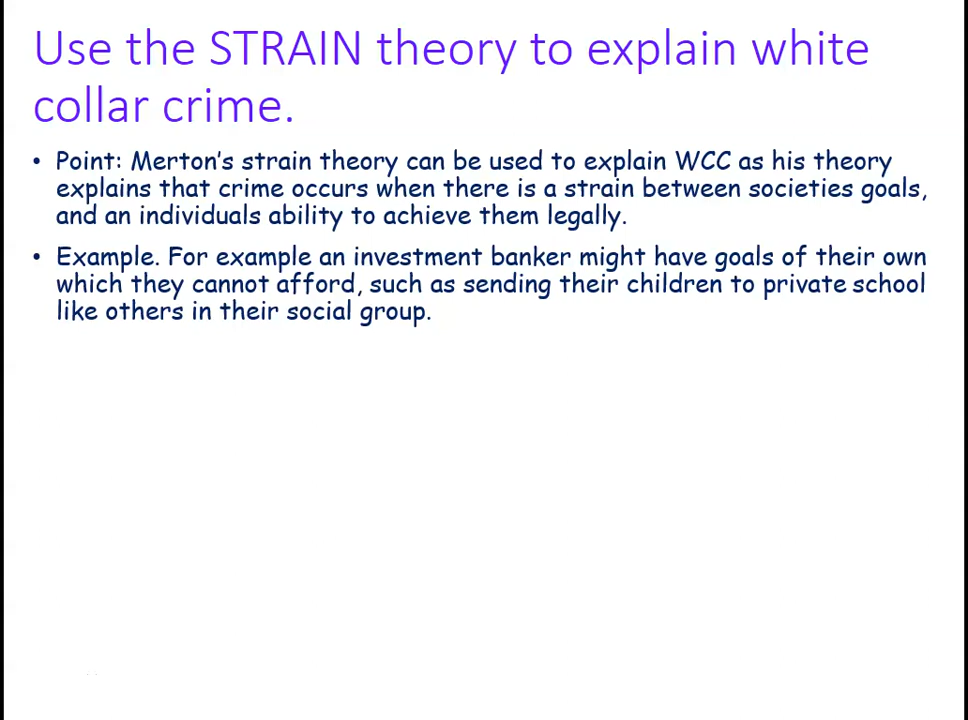 Use the STRAIN theory to explain white
collar crime.
• Point: Merton's strain theory can be used to explain WCC as his theory
explains that crime occurs when there is a strain between societies goals,
and an individuals ability to achieve them legally.
• Example. For example an investment banker might have goals of their own
which they cannot afford, such as sending their children to private school
like others in their social group.